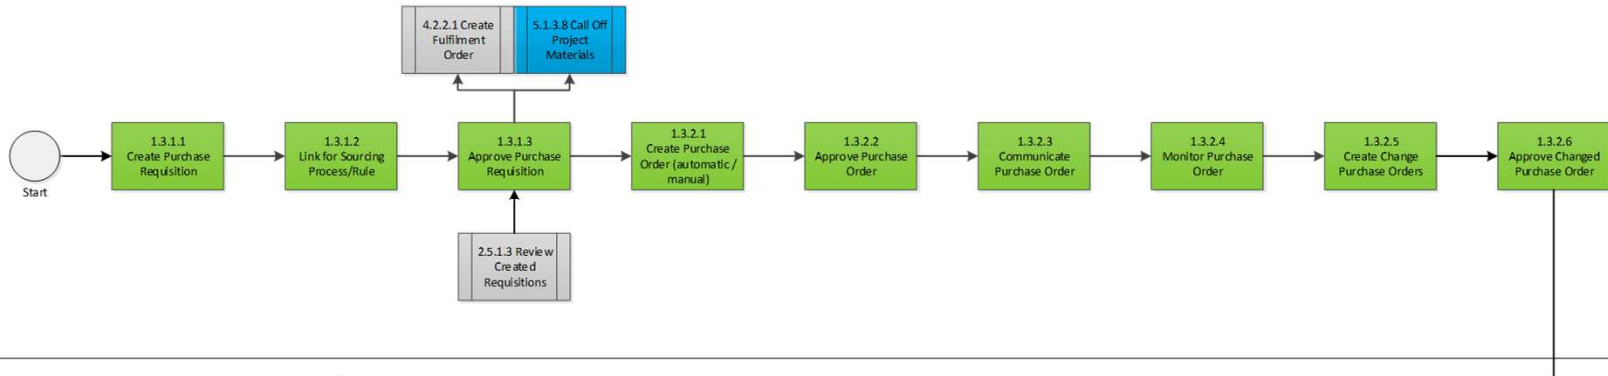 4.2.2.1 Create
Fulfilment
Order
5.1.3.8 Call Off
Project
Materials
Start
1.3.1.1
Create Purchase
Requisition
1.3.1.2
Link for Sourcing
Process/Rule
1.3.1.3
Approve Purchase
Requisition
1.3.2.1
Create Purchase
Order (automatic /
manual)
1.3.2.2
Approve Purchase
Order
1.3.2.3
Communicate
Purchase Order
1.3.2.4
Monitor Purchase
Order
1.3.2.5
Create Change
Purchase Orders
1.3.2.6
Approve Changed
Purchase Order
2.5.1.3 Review
Created
Requisitions